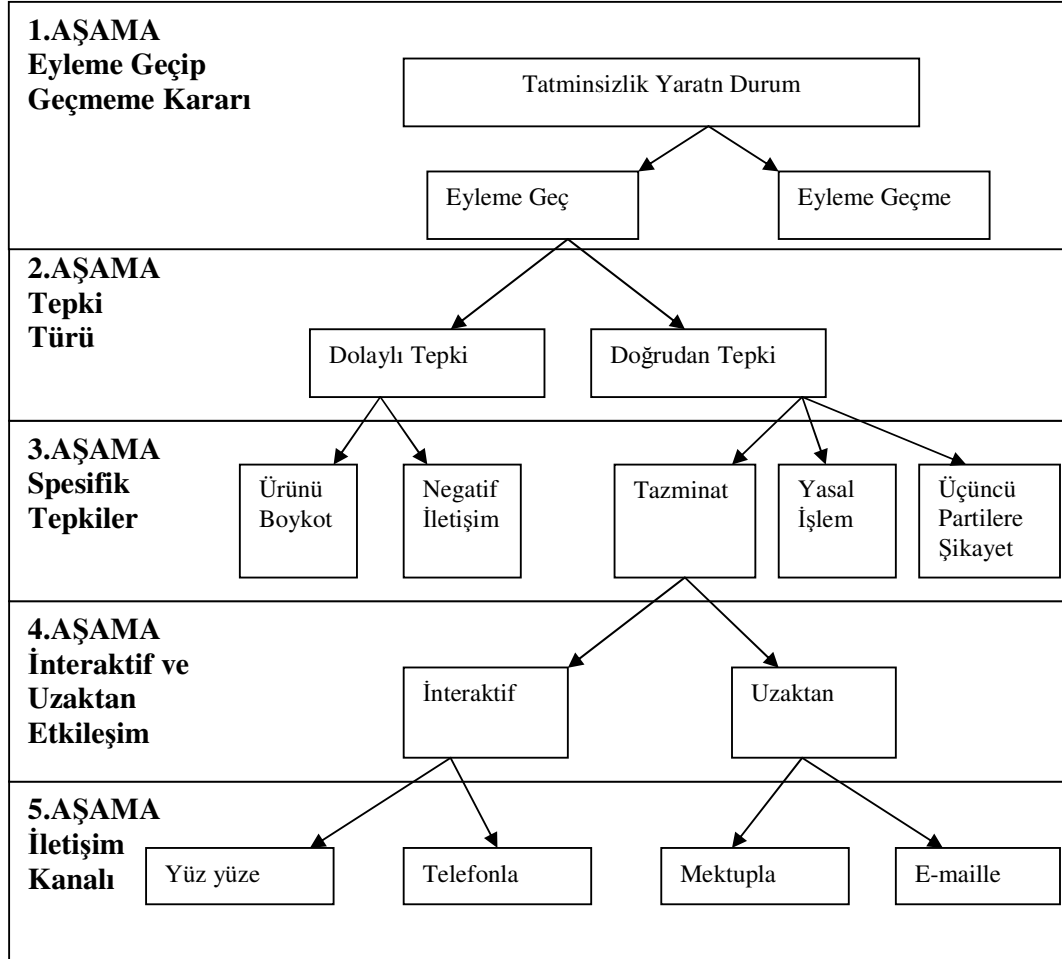 1.AŞAMA
Eyleme Geçip
Geçmeme Kararı
Tatminsizlik Yaratn Durum
Eyleme Geç
Eyleme Geçme
2.AŞAMA
Tepki
Türü
Dolaylı Tepki
Doğrudan Tepki
3.AŞAMA
Spesifik
Tepkiler
Ürünü
Boykot
Negatif
İletişim
Tazminat
Yasal
İşlem
Üçüncü
Partilere
Şikayet
4.AŞAMA
İnteraktif ve
Uzaktan
Etkileşim
İnteraktif
Uzaktan
5.AŞAMA
İletişim
Kanalı
Yüz yüze
Telefonla
Mektupla
E-maille